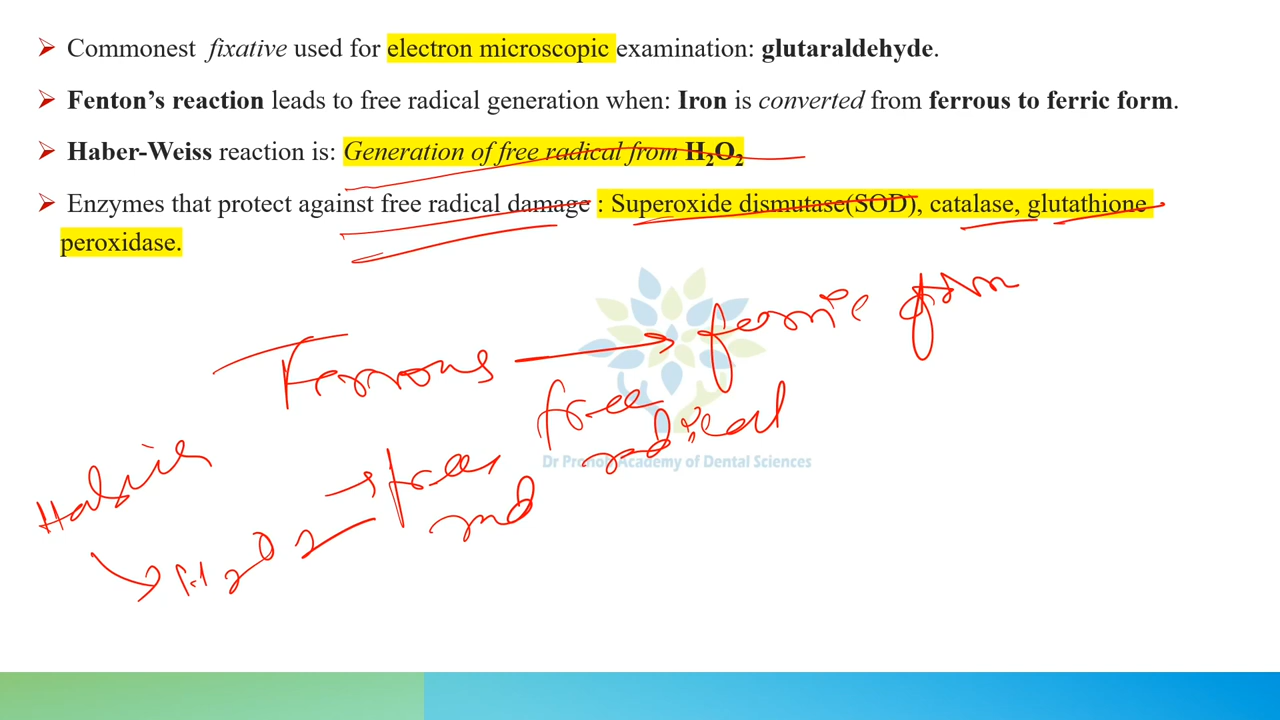 ➢ Commonest fixative used for electron microscopic examination: glutaraldehyde.
➢ Fenton’s reaction leads to free radical generation when: Iron is converted from ferrous to ferric form.
➢ Haber-Weiss reaction is: Generation of free radical from H₂O₂
➢ Enzymes that protect against free radical damage : Superoxide dismutase(SOD), catalase, glutathione
peroxidase.
Ferrous → ferric form
free
radical
→ free
rad
H₂O₂
Dr Pronob Academy of Dental Sciences